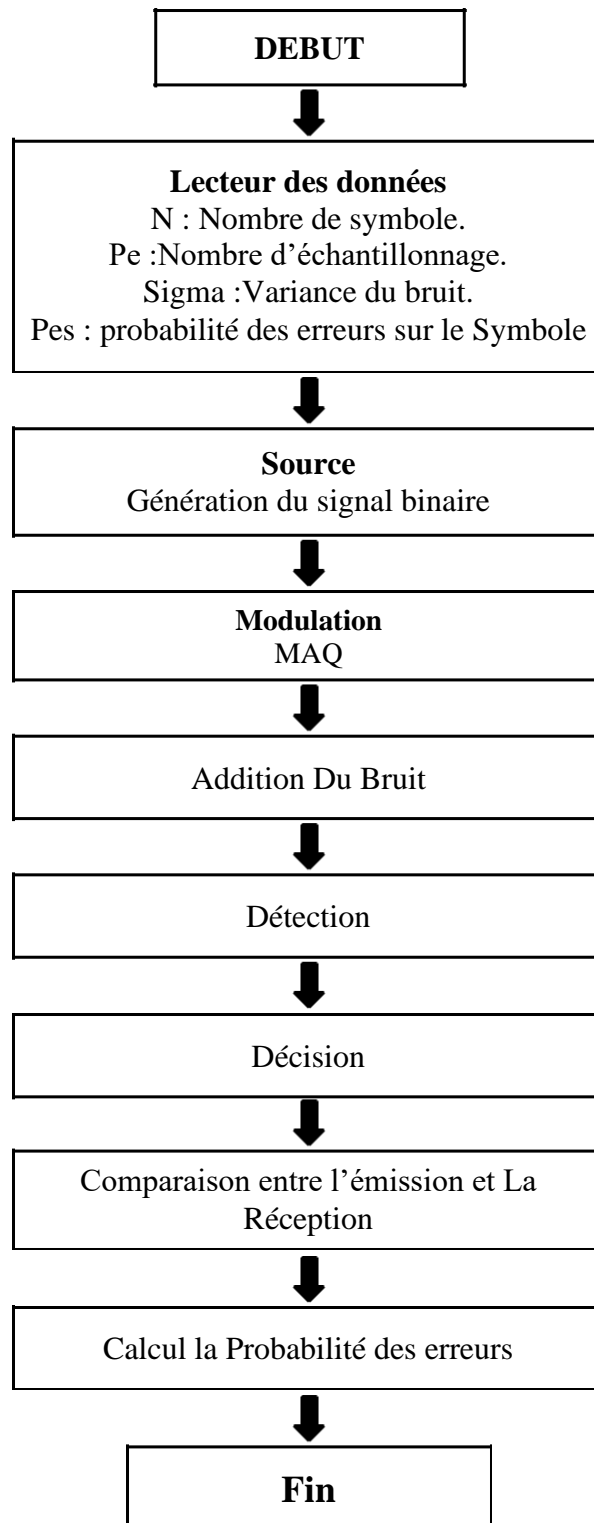 DEBUT
Lecteur des données
N : Nombre de symbole.
Pe :Nombre d’échantillonnage.
Sigma :Variance du bruit.
Pes : probabilité des erreurs sur le Symbole
Source
Génération du signal binaire
Modulation
MAQ
Addition Du Bruit
Détection
Décision
Comparaison entre l’émission et La
Réception
Calcul la Probabilité des erreurs
Fin